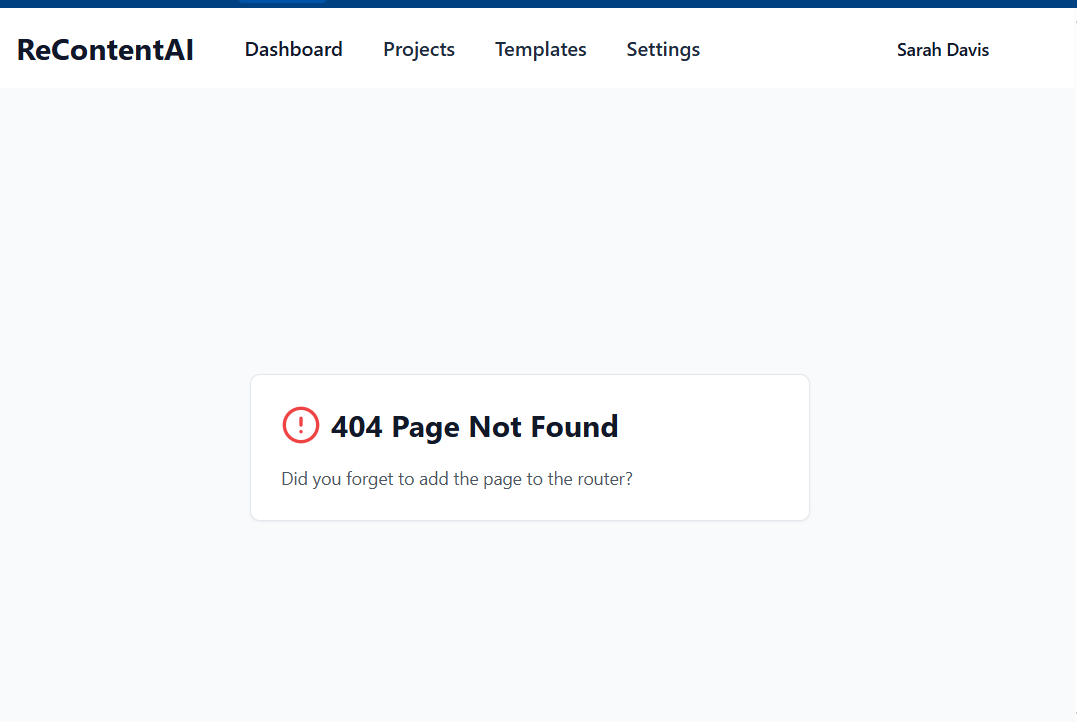 ReContentAI Dashboard Projects Templates Settings Sarah Davis
404 Page Not Found
Did you forget to add the page to the router?